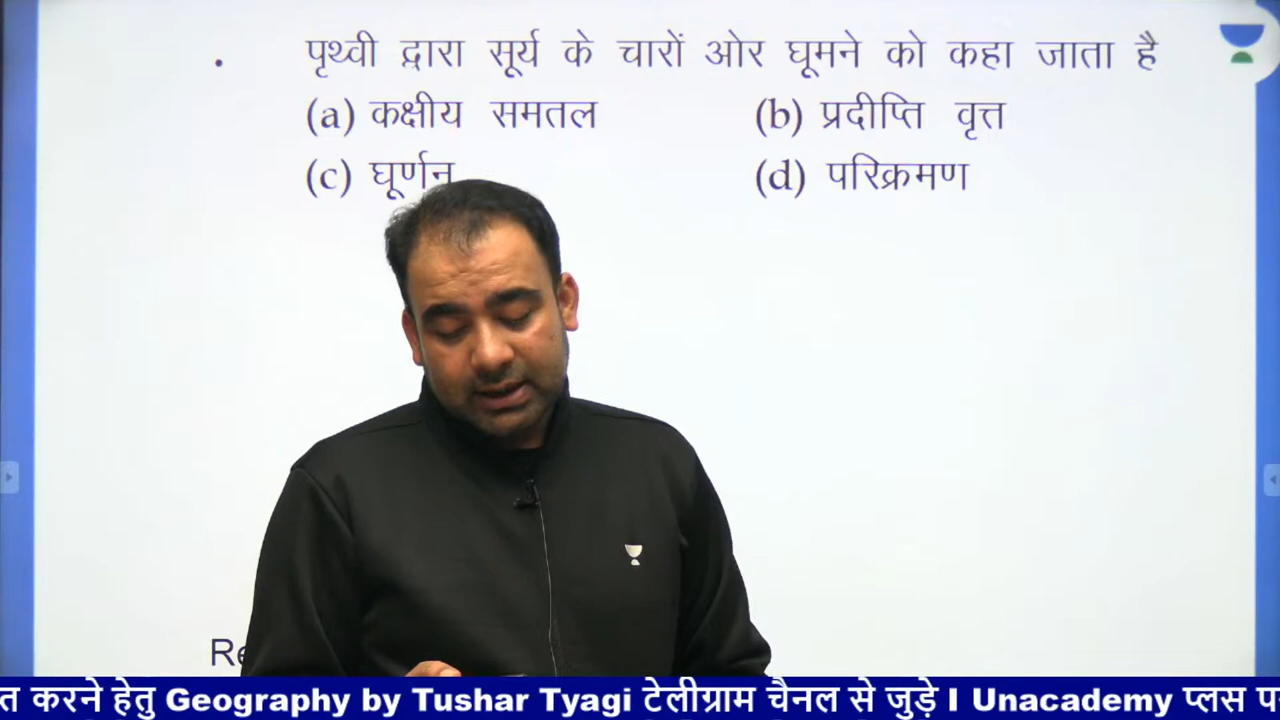 . पृथ्वी द्वारा सूर्य के चारों ओर घूमने को कहा जाता है
(a) कक्षीय समतल (b) प्रदीप्ति वृत्त
(c) घूर्णन (d) परिक्रमण
त करने हेतु Geography by Tushar Tyagi टेलीग्राम चैनल से जुड़े I Unacademy प्लस प